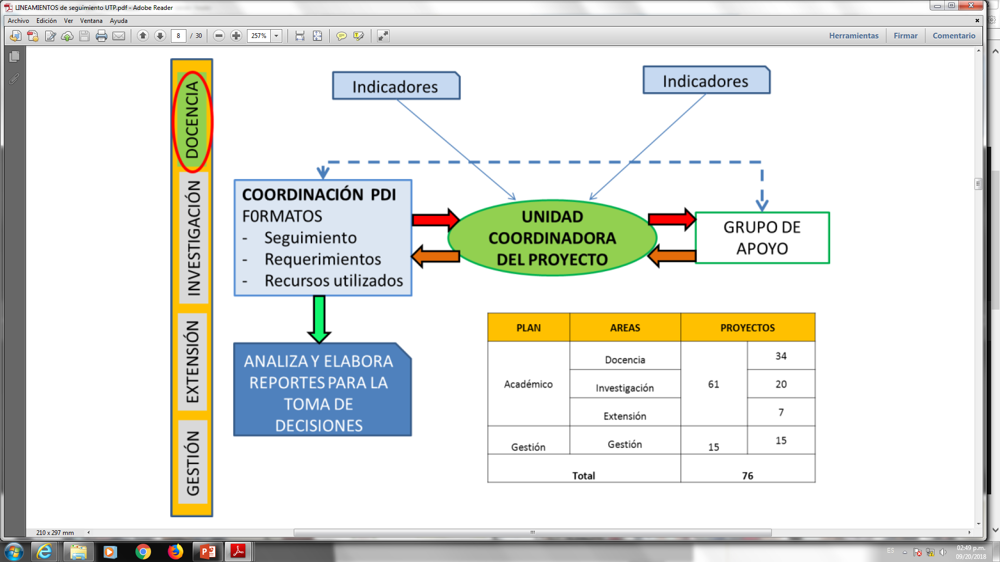 LINEAMIENTOS de seguimiento UTP.pdf - Adobe Reader
Archivo Edición Ver Ventana Ayuda
8 / 30 257% Herramientas Firmar Comentario
DOCENCIA
INVESTIGACIÓN
EXTENSIÓN
GESTIÓN
Indicadores
Indicadores
COORDINACIÓN PDI
F0RMATOS
- Seguimiento
- Requerimientos
- Recursos utilizados
UNIDAD
COORDINADORA
DEL PROYECTO
GRUPO DE
APOYO
ANALIZA Y ELABORA
REPORTES PARA LA
TOMA DE
DECISIONES
PLAN AREAS PROYECTOS
Académico Docencia 61 34
Investigación 20
Extensión 7
Gestión Gestión 15 15
Total 76
210 x 297 mm
ES 02:49 p.m.
09/20/2018